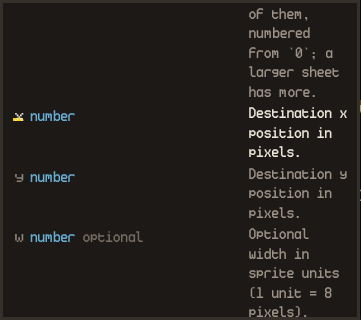 of them,
numbered
from `0`; a
larger sheet
has more.
x number Destination x
position in
pixels.
y number Destination y
position in
pixels.
w number optional Optional
width in
sprite units
(1 unit = 8
pixels).